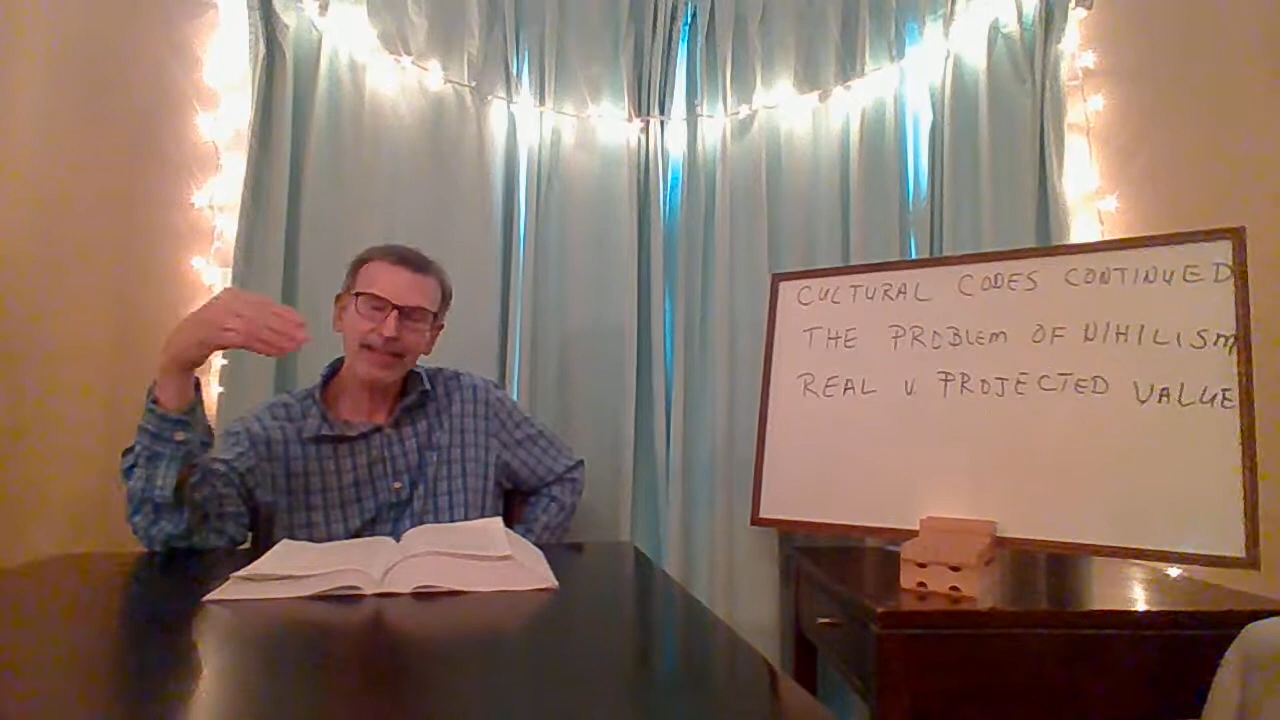 CULTURAL CODES CONTINUED
THE PROBLEM OF NIHILISM
REAL V. PROJECTED VALUE